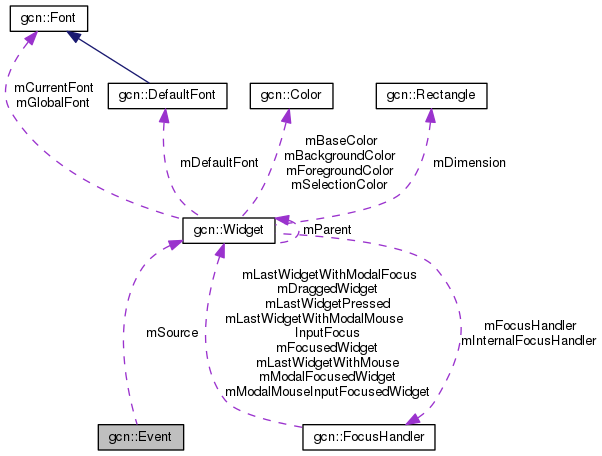 gcn::Font
mCurrentFont
mGlobalFont
gcn::DefaultFont
gcn::Color
gcn::Rectangle
mDefaultFont
mBaseColor
mBackgroundColor
mForegroundColor
mSelectionColor
mDimension
gcn::Widget
mParent
mSource
mLastWidgetWithModalFocus
mDraggedWidget
mLastWidgetPressed
mLastWidgetWithModalMouse
InputFocus
mFocusedWidget
mLastWidgetWithMouse
mModalFocusedWidget
mModalMouseInputFocusedWidget
mFocusHandler
mInternalFocusHandler
gcn::Event
gcn::FocusHandler